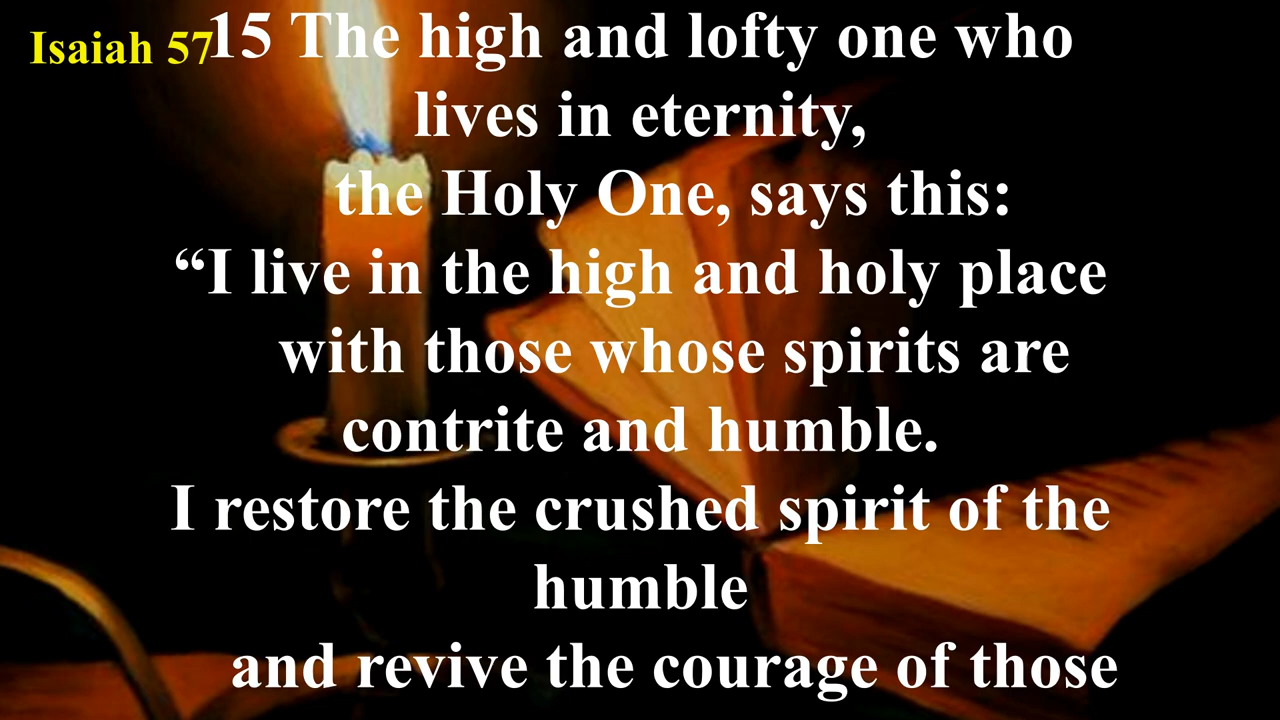 Isaiah 57
15 The high and lofty one who
lives in eternity,
the Holy One, says this:
“I live in the high and holy place
with those whose spirits are
contrite and humble.
I restore the crushed spirit of the
humble
and revive the courage of those